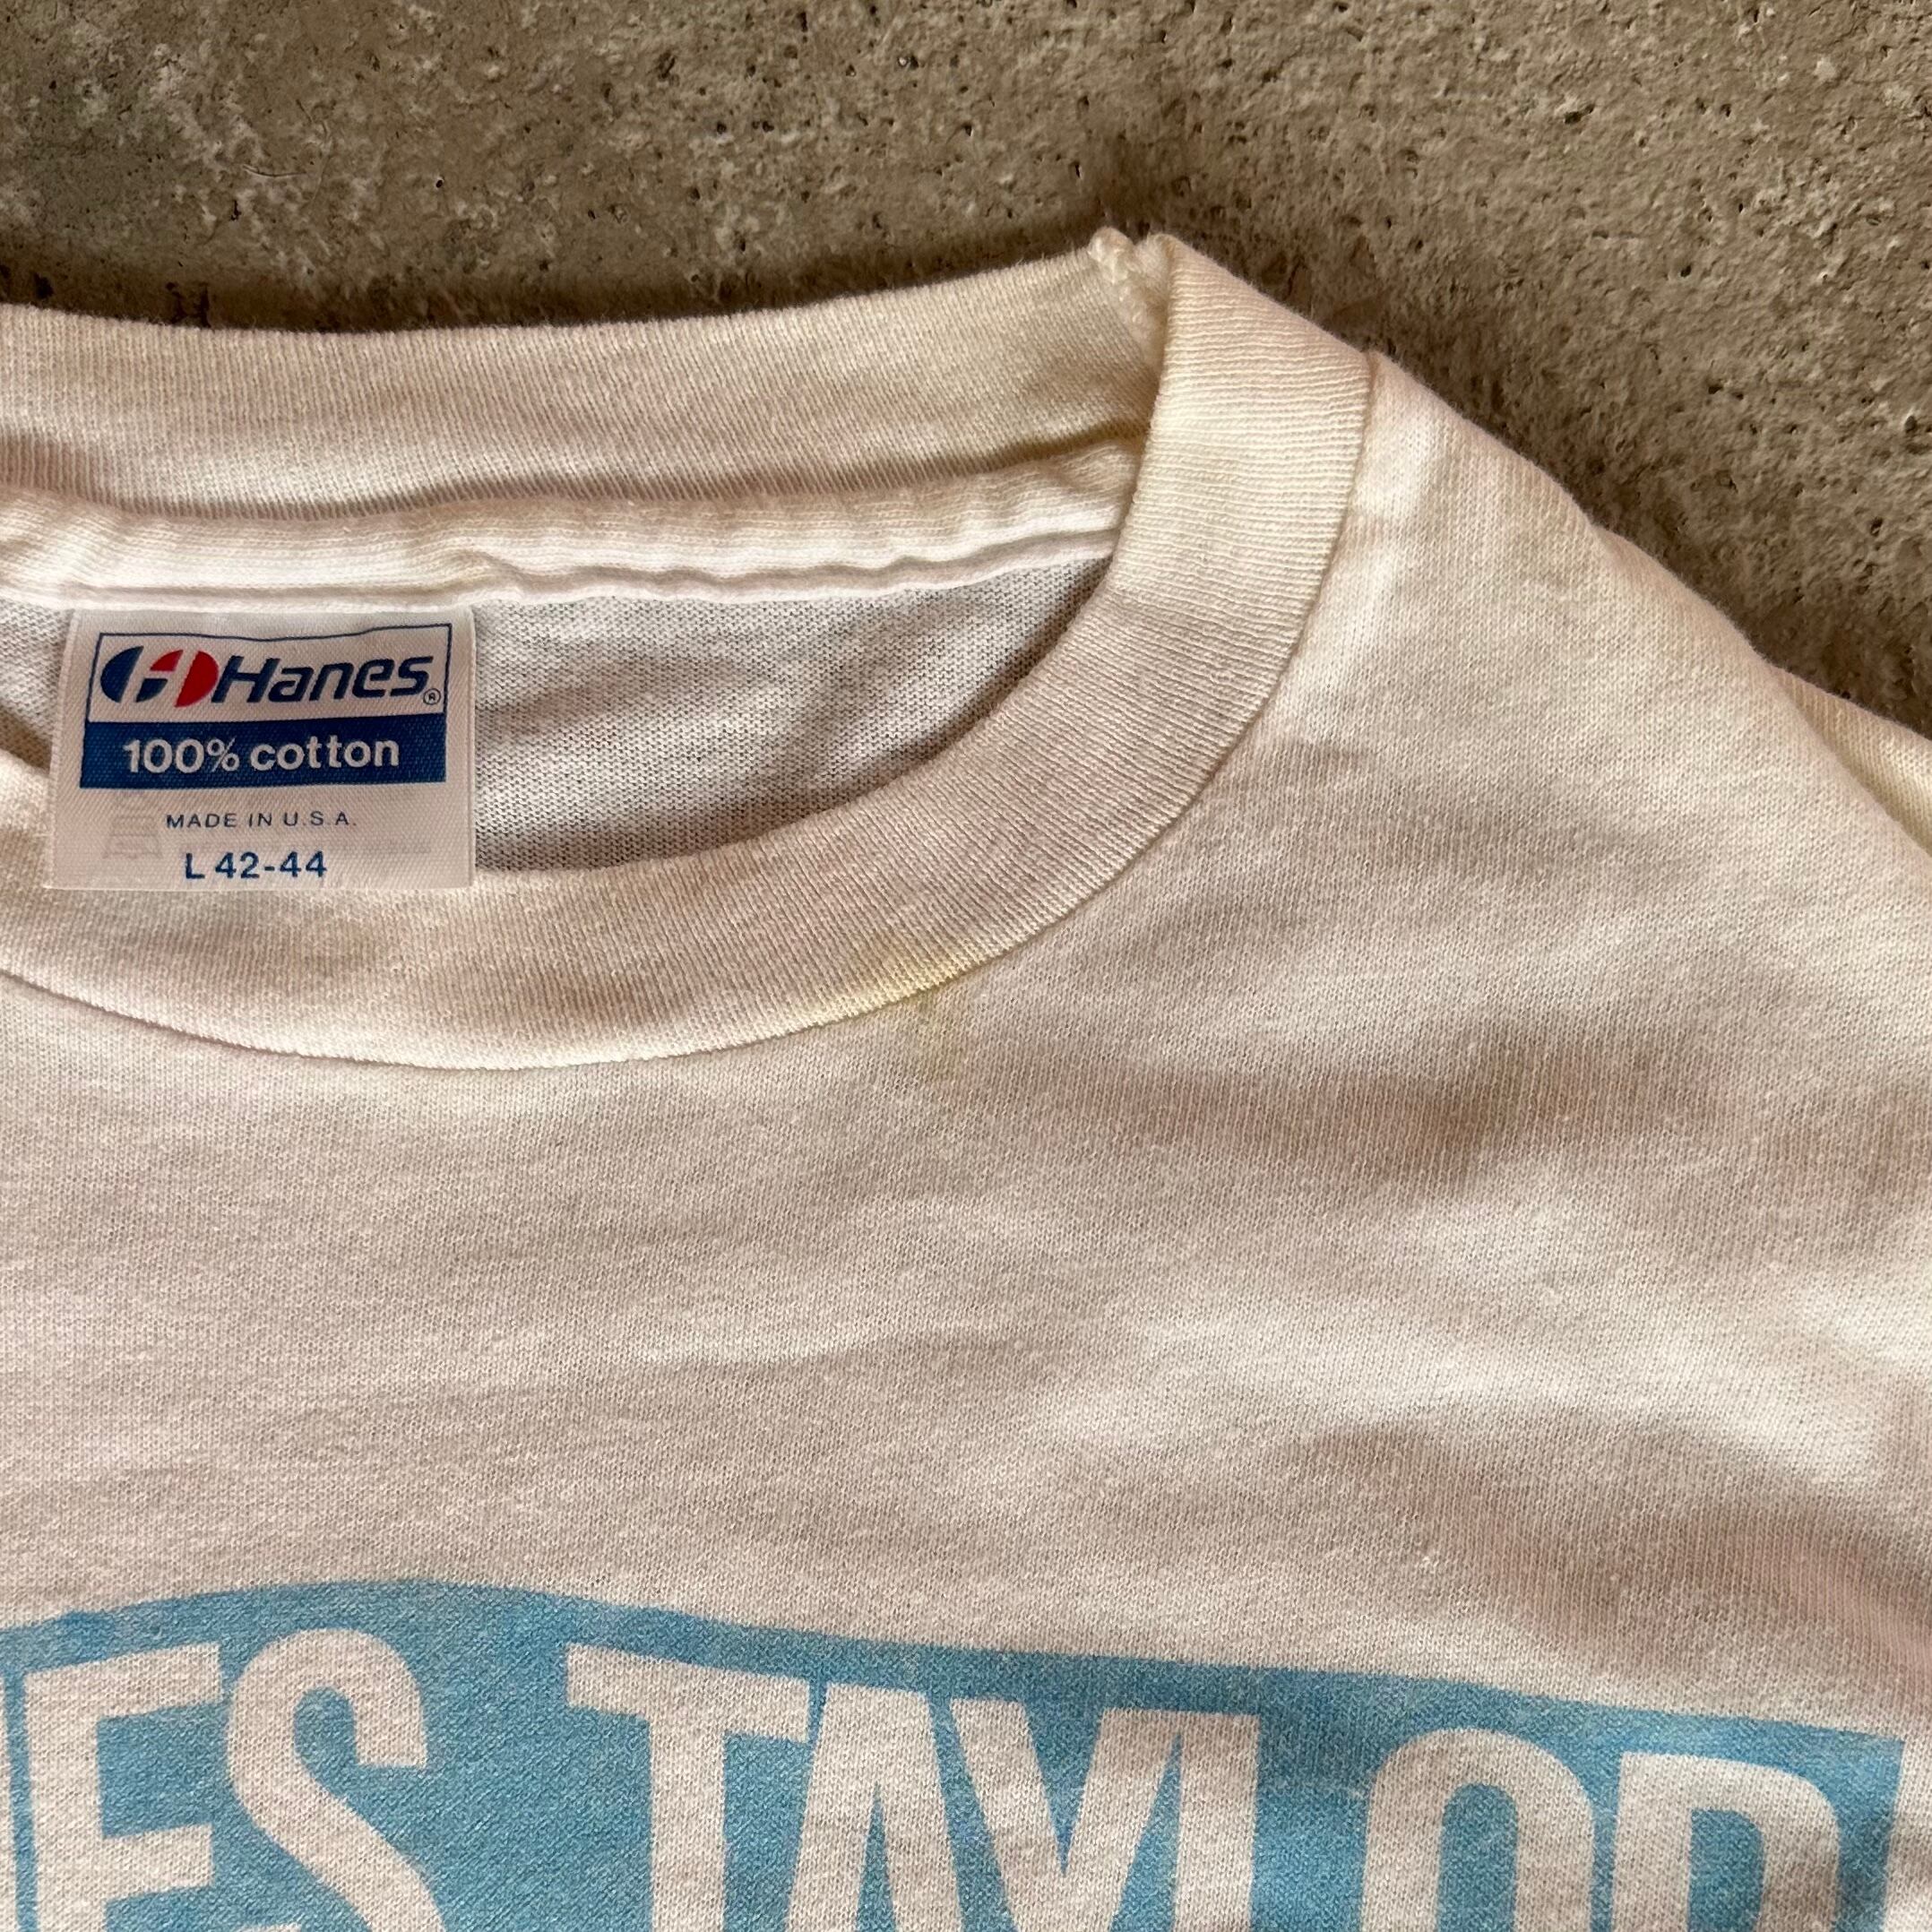 Hanes®
100% cotton
MADE IN U.S.A.
L 42-44
ES TAYLOR